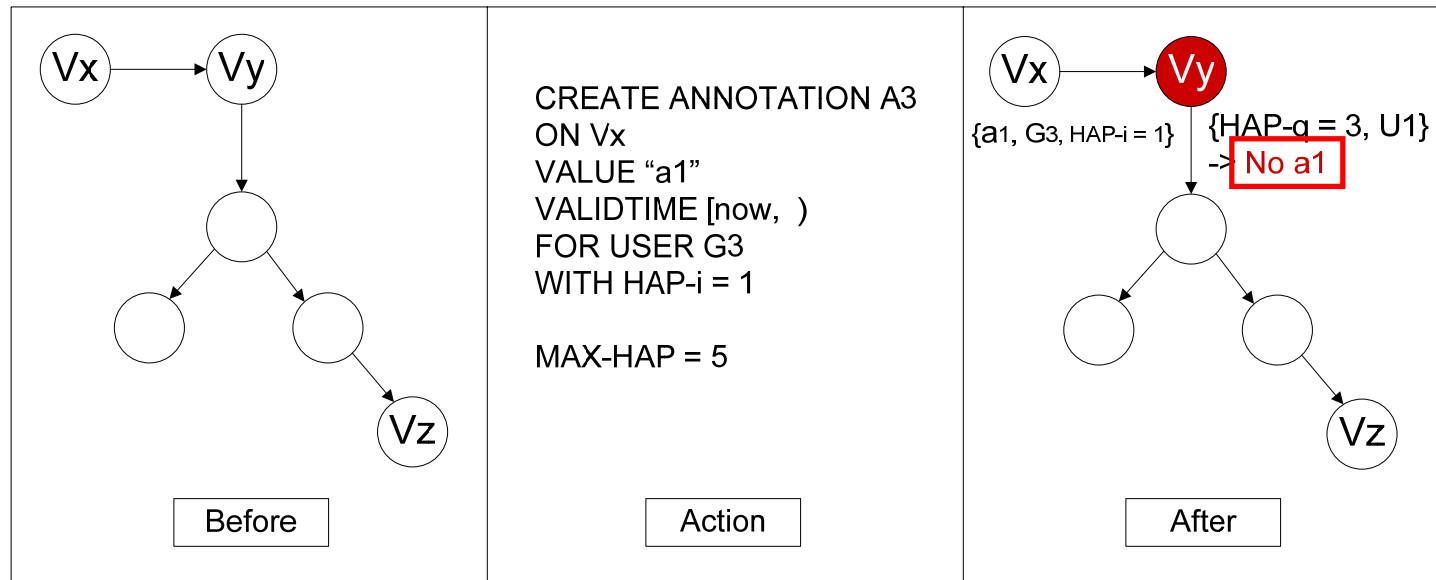 Vx
Vy
Vz
Before
CREATE ANNOTATION A3
ON Vx
VALUE “a1”
VALIDTIME [now, )
FOR USER G3
WITH HAP-i = 1
MAX-HAP = 5
Action
Vx
Vy
{a1, G3, HAP-i = 1}
{HAP-q = 3, U1}
-> No a1
Vz
After